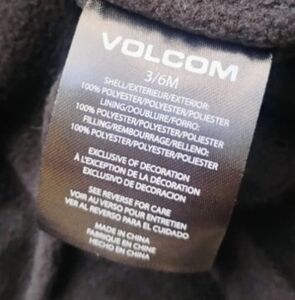 VOLCOM
3/6M
SHELL/EXTERIEUR/EXTERIOR:
100% POLYESTER/POLYESTER/POLIESTER
LINING/DOUBLURE/FORRO:
100% POLYESTER/POLYESTER/POLIESTER
FILLING/REMBOURRAGE/RELLENO:
100% POLYESTER/POLYESTER/POLIESTER
EXCLUSIVE OF DECORATION
À L'EXCEPTION DE LA DÉCORATION
EXCLUSIVO DE DECORACION
SEE REVERSE FOR CARE
VOIR AU VERSO POUR ENTRETIEN
VER AL REVERSO PARA EL CUIDADO
MADE IN CHINA
FABRIQUÉ EN CHINE
HECHO EN CHINA